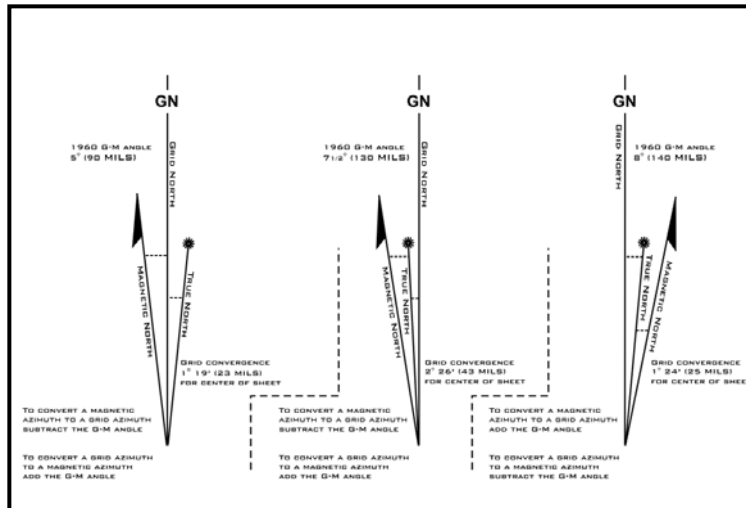 GN
1960 G-M ANGLE
5° (90 MILS)
GRID NORTH
MAGNETIC NORTH
TRUE NORTH
GRID CONVERGENCE
1° 19' (23 MILS)
FOR CENTER OF SHEET
TO CONVERT A MAGNETIC
AZIMUTH TO A GRID AZIMUTH
SUBTRACT THE G-M ANGLE
TO CONVERT A GRID AZIMUTH
TO A MAGNETIC AZIMUTH
ADD THE G-M ANGLE
GN
1960 G-M ANGLE
7 1/2° (130 MILS)
GRID NORTH
MAGNETIC NORTH
TRUE NORTH
GRID CONVERGENCE
2° 26' (43 MILS)
FOR CENTER OF SHEET
TO CONVERT A MAGNETIC
AZIMUTH TO A GRID AZIMUTH
SUBTRACT THE G-M ANGLE
TO CONVERT A GRID AZIMUTH
TO A MAGNETIC AZIMUTH
ADD THE G-M ANGLE
GN
1960 G-M ANGLE
8° (140 MILS)
GRID NORTH
TRUE NORTH
MAGNETIC NORTH
GRID CONVERGENCE
1° 24' (25 MILS)
FOR CENTER OF SHEE
TO CONVERT A MAGNETIC
AZIMUTH TO A GRID AZIMUTH
ADD THE G-M ANGLE
TO CONVERT A GRID AZIMUTH
TO A MAGNETIC AZIMUTH
SUBTRACT THE G-M ANGLE